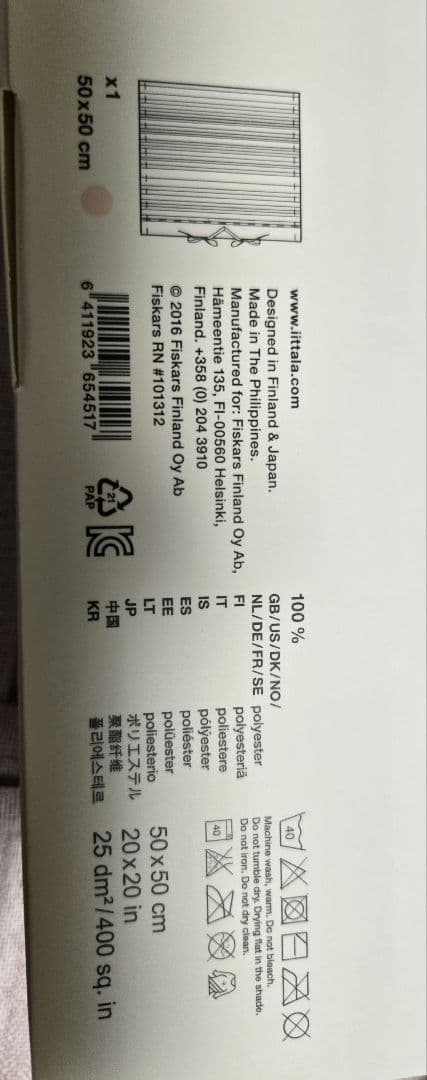 x1
50x50 cm
6 411923 654517
21
PAP
www.iittala.com
Designed in Finland & Japan.
Made in The Philippines.
Manufactured for: Fiskars Finland Oy Ab,
Hämeentie 135, FI-00560 Helsinki,
Finland. +358 (0) 204 3910
© 2016 Fiskars Finland Oy Ab
Fiskars RN #101312
100 %
GB/US/DK/NO/
NL/DE/FR/SE polyester
FI polyesteriä
IT poliestere
IS pólýester
ES poliéster
EE polüester
LT poliesterio
JP ポリエステル
中国 聚酯纤维
KR 폴리에스테르
40
Machine wash, warm. Do not bleach.
Do not tumble dry. Drying flat in the shade.
Do not iron. Do not dry clean.
40
50x50 cm
20x20 in
25 dm²/400 sq. in